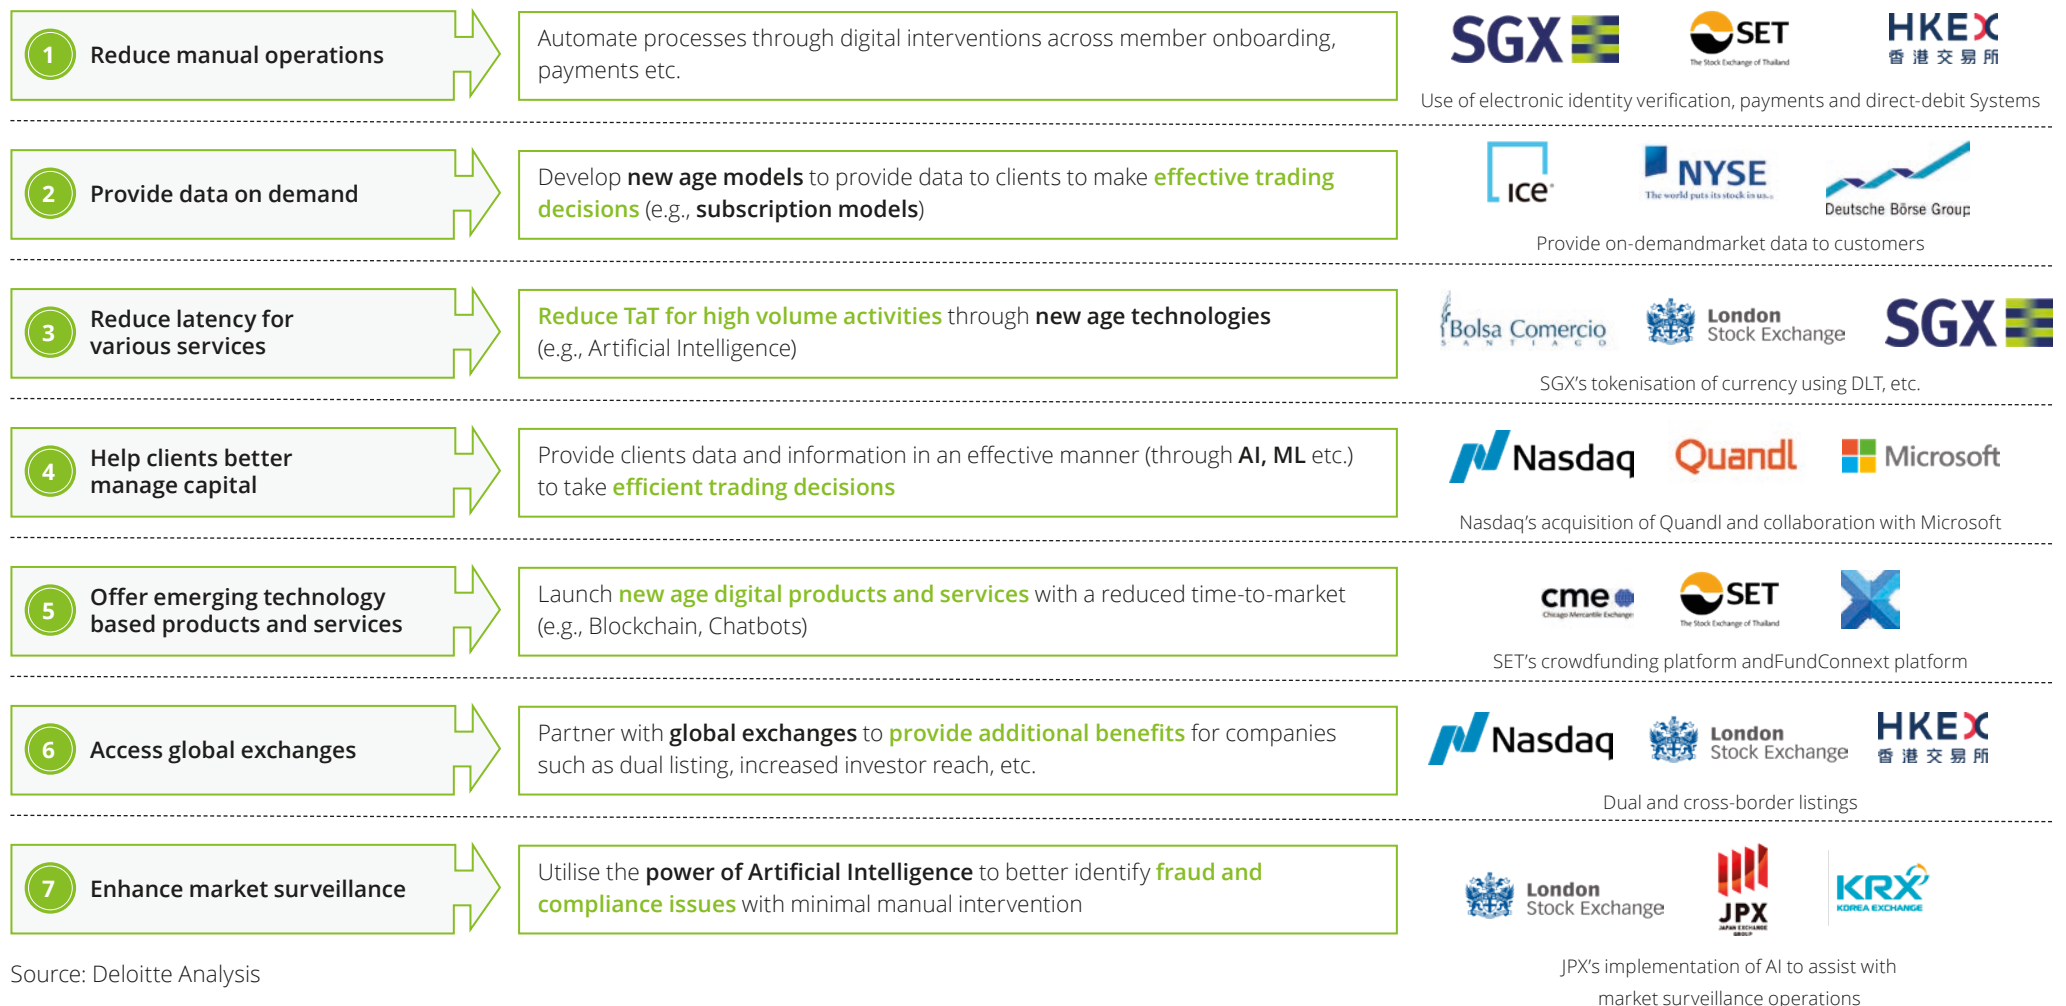 1 Reduce manual operations
Automate processes through digital interventions across member onboarding,
payments etc.
SGX
SET
The Stock Exchange of Thailand
HKEX
香港交易所
Use of electronic identity verification, payments and direct-debit Systems
2 Provide data on demand
Develop new age models to provide data to clients to make effective trading
decisions (e.g., subscription models)
ice
NYSE
The world puts its stock in us...
Deutsche Börse Group
Provide on-demandmarket data to customers
3 Reduce latency for
various services
Reduce TaT for high volume activities through new age technologies
(e.g., Artificial Intelligence)
Bolsa Comercio
SANTIAGO
London
Stock Exchange
SGX
SGX's tokenisation of currency using DLT, etc.
4 Help clients better
manage capital
Provide clients data and information in an effective manner (through AI, ML etc.)
to take efficient trading decisions
Nasdaq
Quandl
Microsoft
Nasdaq's acquisition of Quandl and collaboration with Microsoft
5 Offer emerging technology
based products and services
Launch new age digital products and services with a reduced time-to-market
(e.g., Blockchain, Chatbots)
cme
Chicago Mercantile Exchange
SET
The Stock Exchange of Thailand
SET's crowdfunding platform andFundConnext platform
6 Access global exchanges
Partner with global exchanges to provide additional benefits for companies
such as dual listing, increased investor reach, etc.
Nasdaq
London
Stock Exchange
HKEX
香港交易所
Dual and cross-border listings
7 Enhance market surveillance
Utilise the power of Artificial Intelligence to better identify fraud and
compliance issues with minimal manual intervention
London
Stock Exchange
JPX
JAPAN EXCHANGE
GROUP
KRX
KOREA EXCHANGE
JPX's implementation of AI to assist with
market surveillance operations
Source: Deloitte Analysis